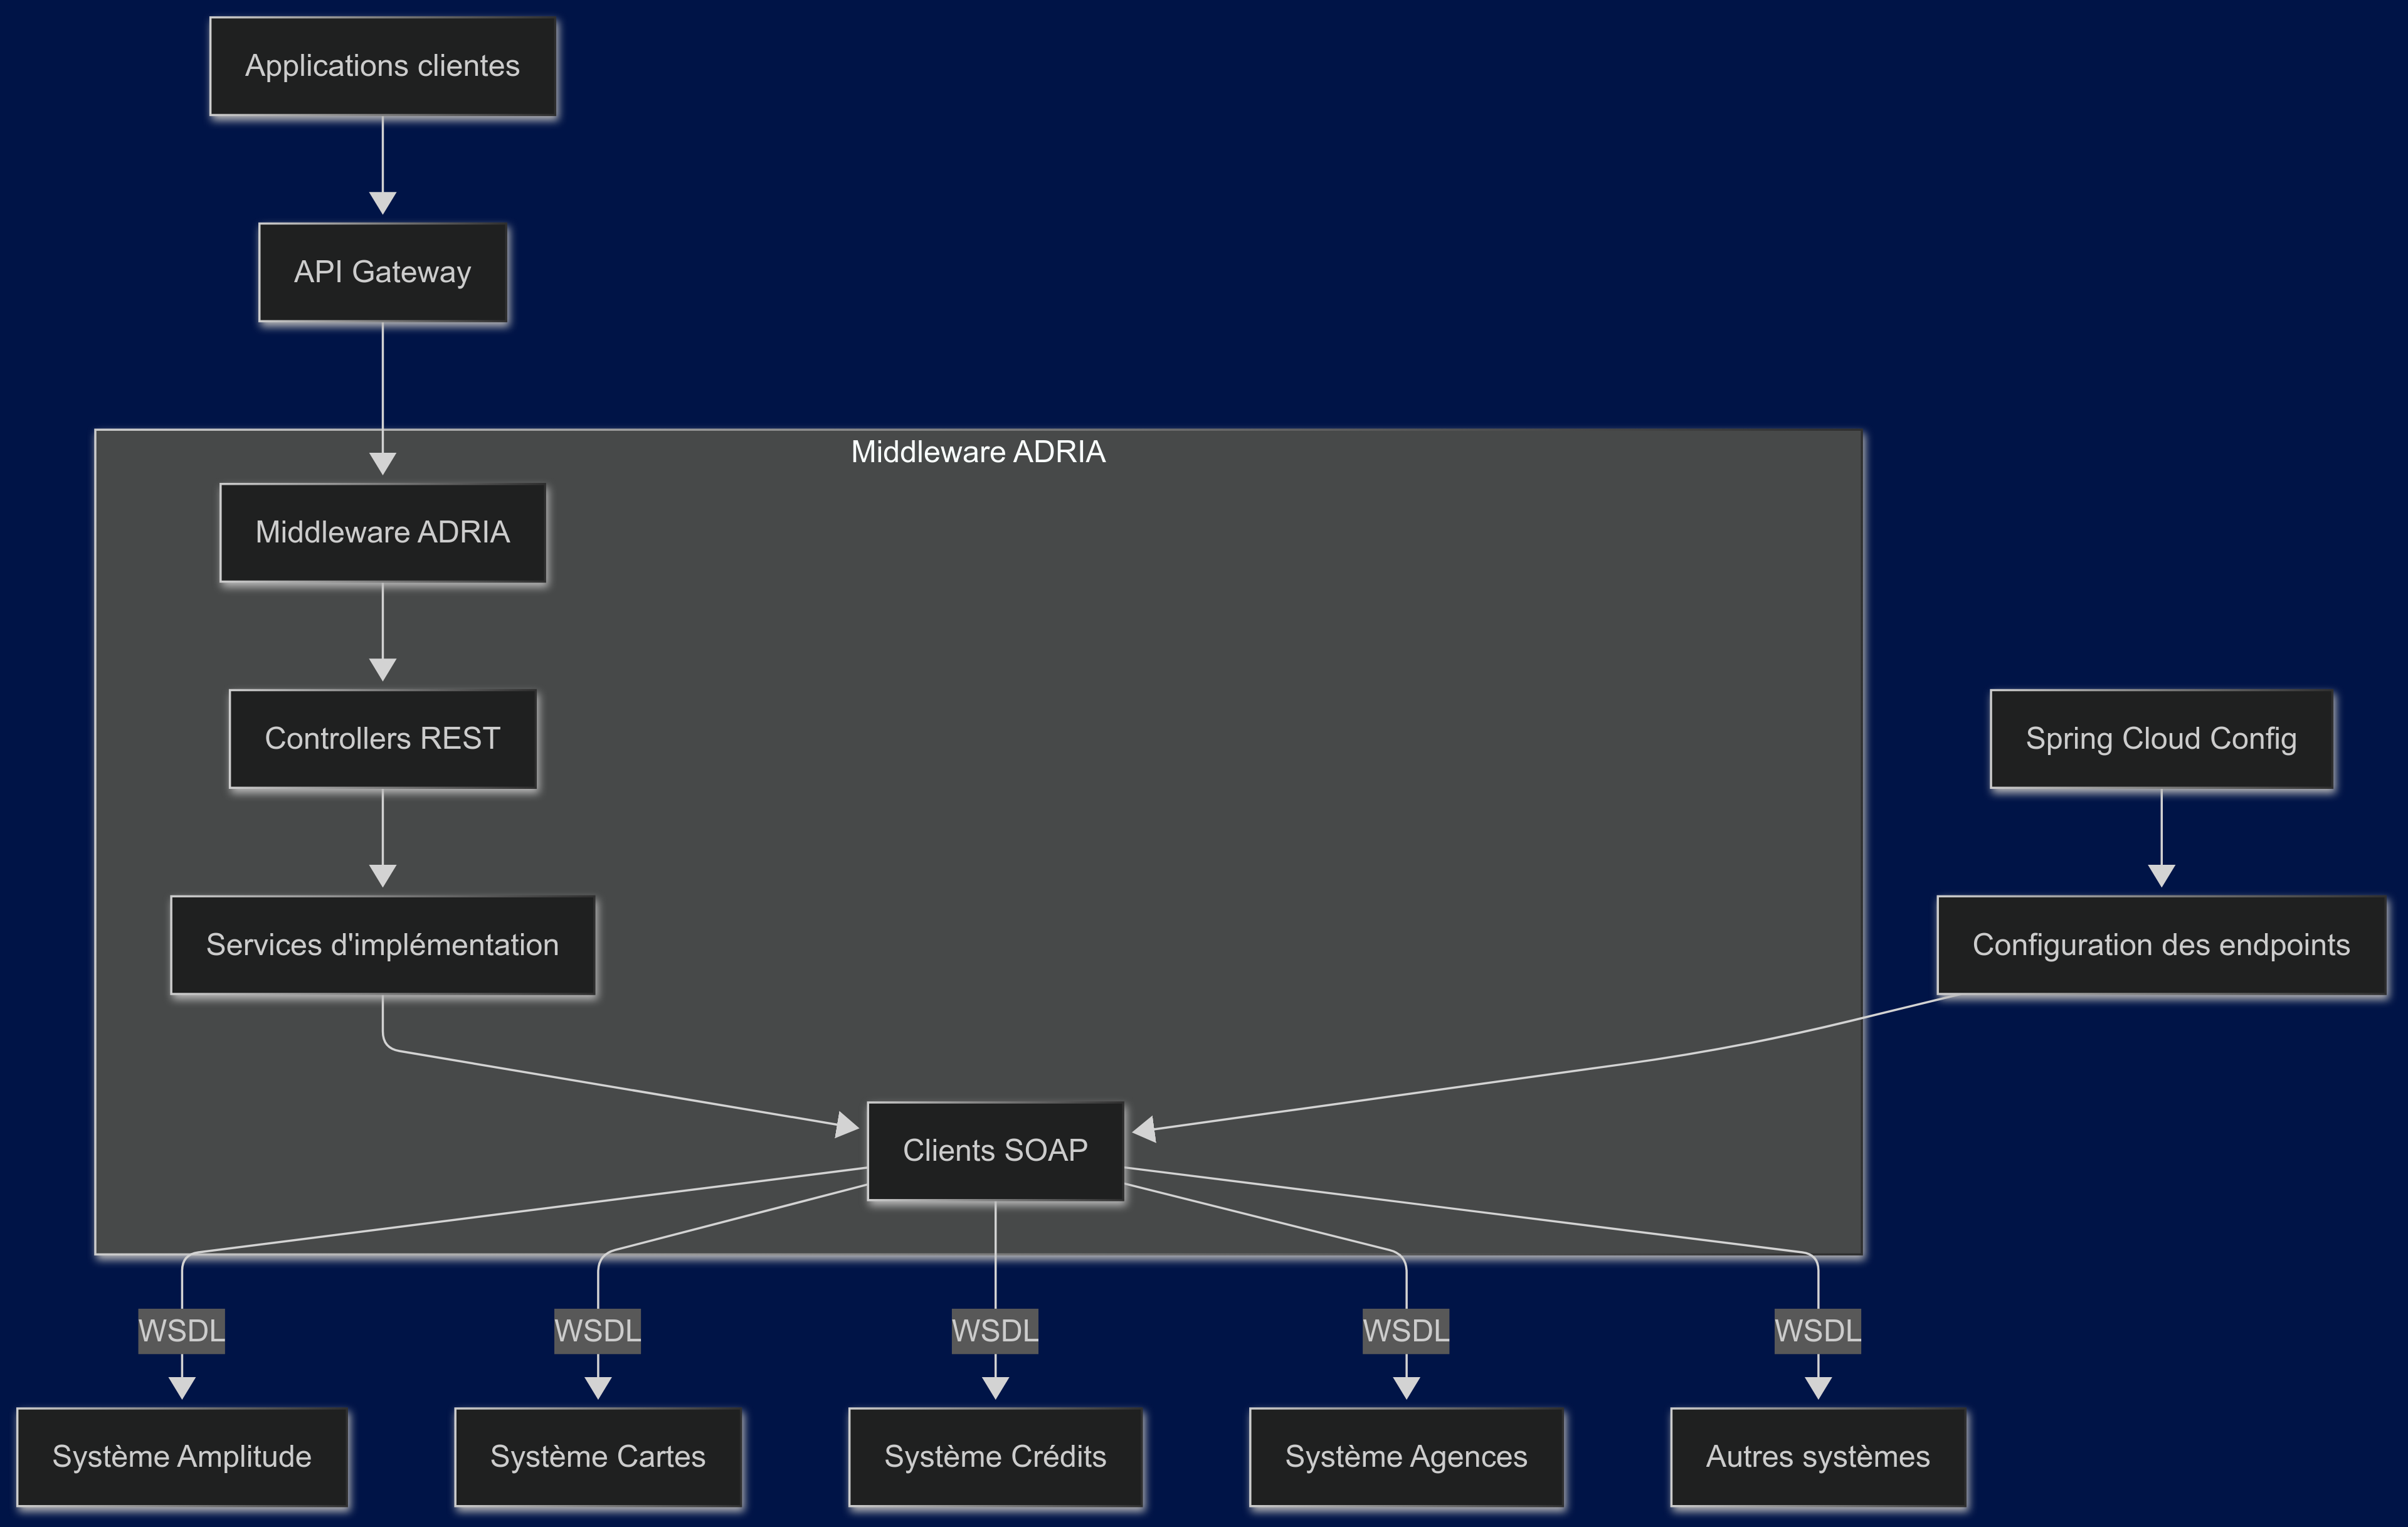 Applications clientes
API Gateway
Middleware ADRIA
Middleware ADRIA
Controllers REST
Spring Cloud Config
Services d'implémentation
Configuration des endpoints
Clients SOAP
WSDL
WSDL
WSDL
WSDL
WSDL
Système Amplitude
Système Cartes
Système Crédits
Système Agences
Autres systèmes